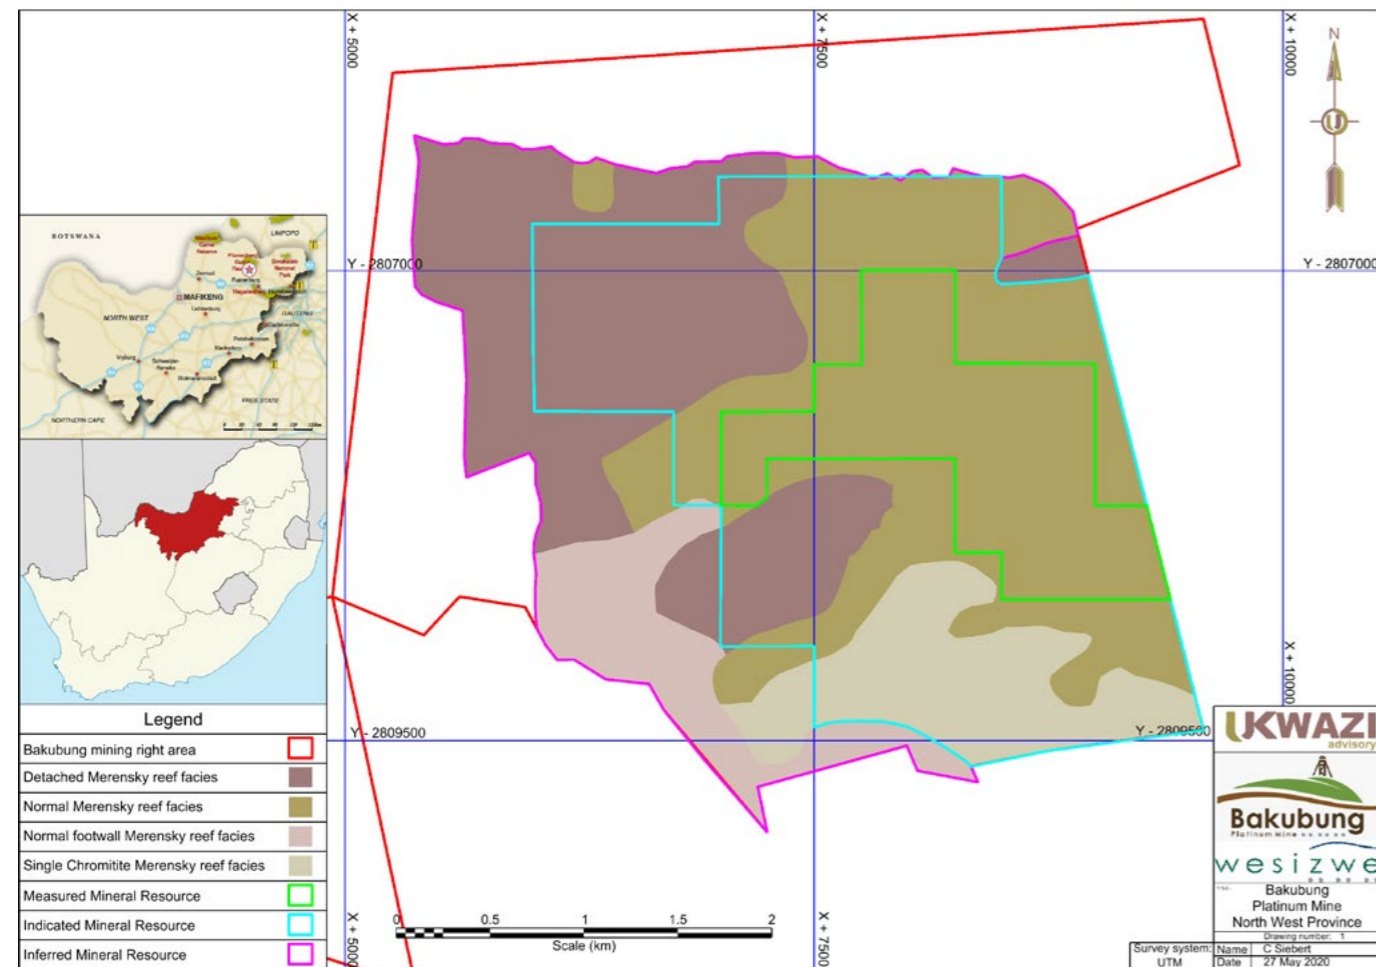 X + 5000
X + 7500
X + 10000
N
U
Y - 2807000
Y - 2807000
BOTSWANA
LIMPOPO
MAFIKENG
NORTH WEST
GAUTENG
Vryburg
FREE STATE
NORTHERN CAPE
X + 10000
Y - 2809500
Y - 2809500
Legend
Bakubung mining right area
Detached Merensky reef facies
Normal Merensky reef facies
Normal footwall Merensky reef facies
Single Chromitite Merensky reef facies
Measured Mineral Resource
Indicated Mineral Resource
Inferred Mineral Resource
X + 5000
0 0.5 1 1.5 2
Scale (km)
X + 7500
UKWAZI
advisory
Bakubung
Platinum Mine
wesizwe
Bakubung
Platinum Mine
North West Province
Drawing number: 1
Survey system: Name C Siebert
UTM Date 27 May 2020